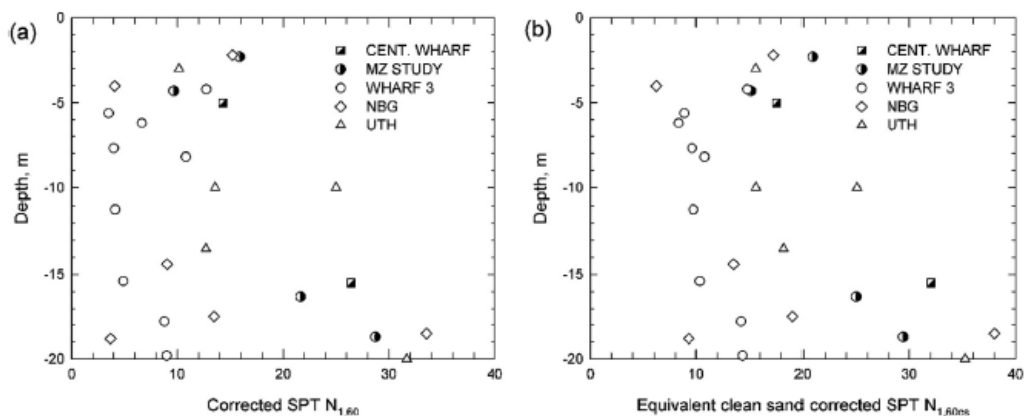 (a)
0
-5
-10
-15
-20
Depth, m
0 10 20 30 40
Corrected SPT N1,60
CENT. WHARF
MZ STUDY
WHARF 3
NBG
UTH
(b)
0
-5
-10
-15
-20
Depth, m
0 10 20 30 40
Equivalent clean sand corrected SPT N1,60cs
CENT. WHARF
MZ STUDY
WHARF 3
NBG
UTH